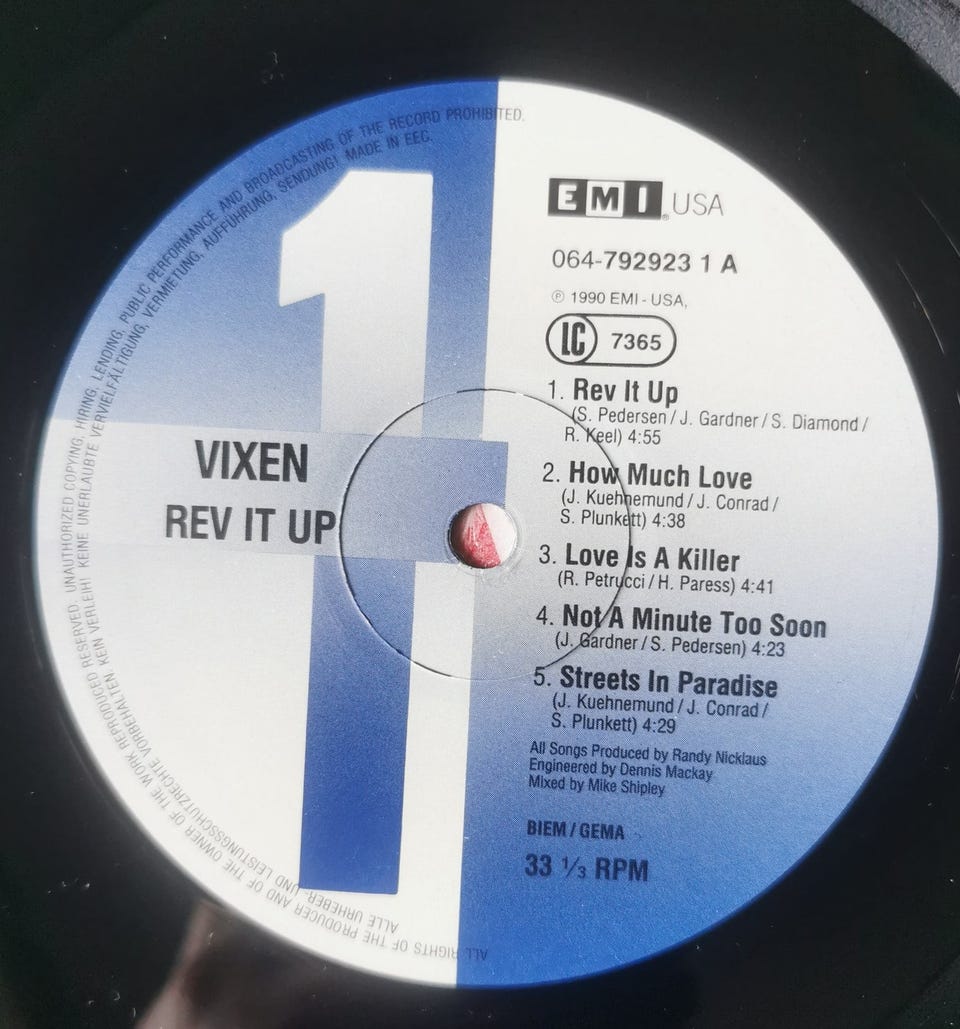 ALL RIGHTS OF THE PRODUCER AND OF THE OWNER OF THE WORK REPRODUCED RESERVED. UNAUTHORIZED COPYING, HIRING, LENDING, PUBLIC PERFORMANCE AND BROADCASTING OF THE RECORD PROHIBITED.
ALLE URHEBER- UND LEISTUNGSSCHUTZRECHTE VORBEHALTEN. KEIN VERLEIH! KEINE UNERLAUBTE VERVIELFÄLTIGUNG, VERMIETUNG, AUFFÜHRUNG, SENDUNG! MADE IN EEC.
1
VIXEN
REV IT UP
EMI ® USA
064-792923 1 A
℗ 1990 EMI - USA,
LC 7365
1. Rev It Up
(S. Pedersen / J. Gardner / S. Diamond /
R. Keel) 4:55
2. How Much Love
(J. Kuehnemund / J. Conrad /
S. Plunkett) 4:38
3. Love Is A Killer
(R. Petrucci / H. Paress) 4:41
4. Not A Minute Too Soon
(J. Gardner / S. Pedersen) 4:23
5. Streets In Paradise
(J. Kuehnemund / J. Conrad /
S. Plunkett) 4:29
All Songs Produced by Randy Nicklaus
Engineered by Dennis Mackay
Mixed by Mike Shipley
BIEM / GEMA
33 ⅓ RPM